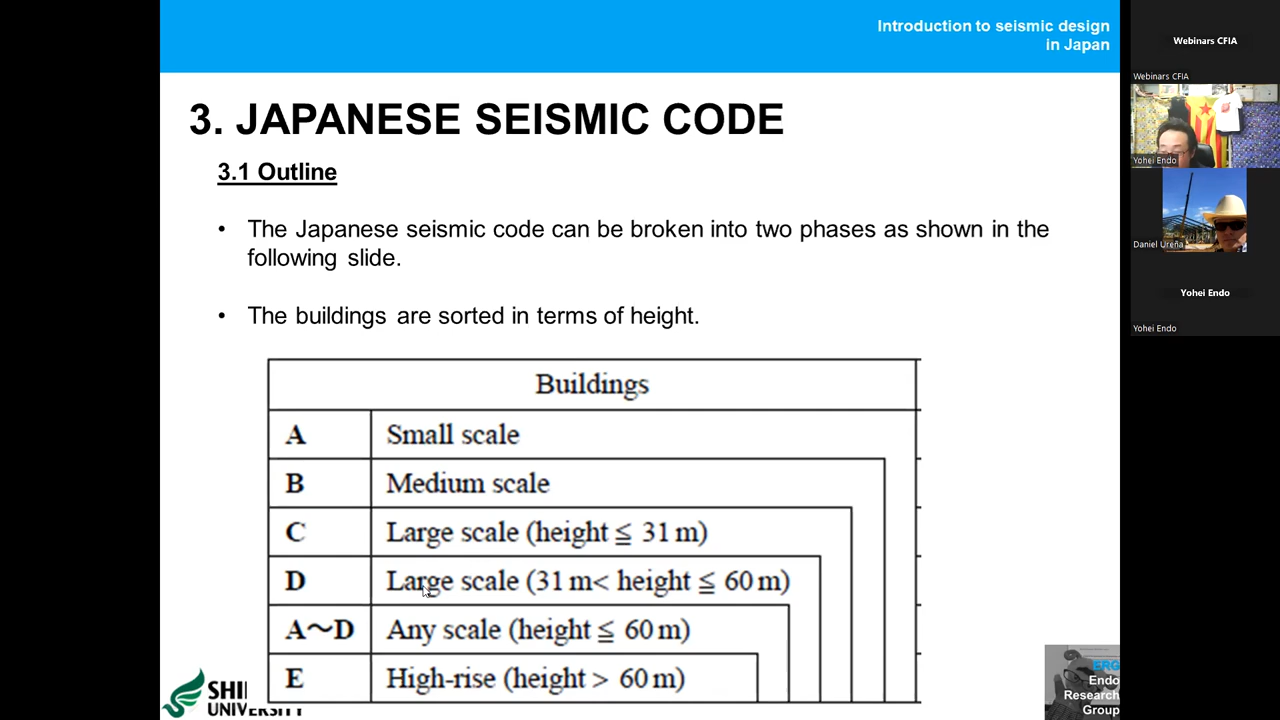 Introduction to seismic design
in Japan
3. JAPANESE SEISMIC CODE
3.1 Outline
• The Japanese seismic code can be broken into two phases as shown in the
following slide.
• The buildings are sorted in terms of height.
Buildings
A Small scale
B Medium scale
C Large scale (height ≦ 31 m)
D Large scale (31 m< height ≦ 60 m)
A～D Any scale (height ≦ 60 m)
E High-rise (height > 60 m)
SHI
UNIVERSITY
ERG
Endo
Research
Group
Webinars CFIA
Webinars CFIA
Yohei Endo
Daniel Ureña
Yohei Endo
Yohei Endo